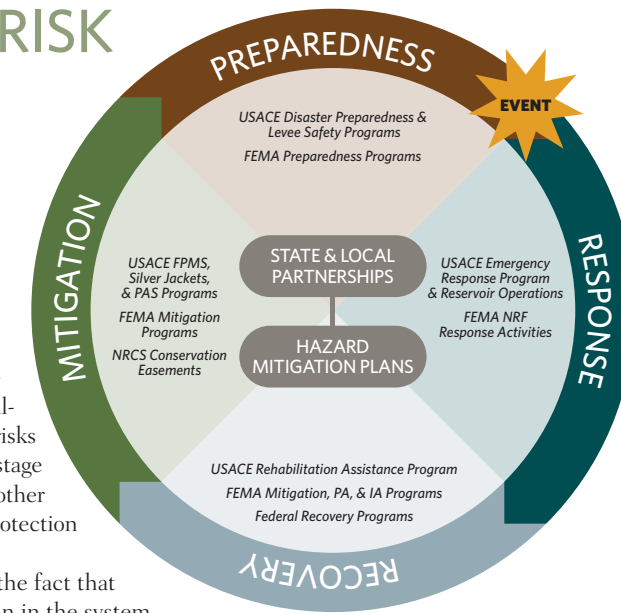 RISK
PREPAREDNESS
EVENT
USACE Disaster Preparedness &
Levee Safety Programs
FEMA Preparedness Programs
MITIGATION
USACE FPMS,
Silver Jackets,
& PAS Programs
FEMA Mitigation
Programs
NRCS Conservation
Easements
STATE & LOCAL
PARTNERSHIPS
HAZARD
MITIGATION PLANS
USACE Emergency
Response Program
& Reservoir Operations
FEMA NRF
Response Activities
RESPONSE
USACE Rehabilitation Assistance Program
FEMA Mitigation, PA, & IA Programs
Federal Recovery Programs
RECOVERY
risks
stage
other
the fact that
in the system